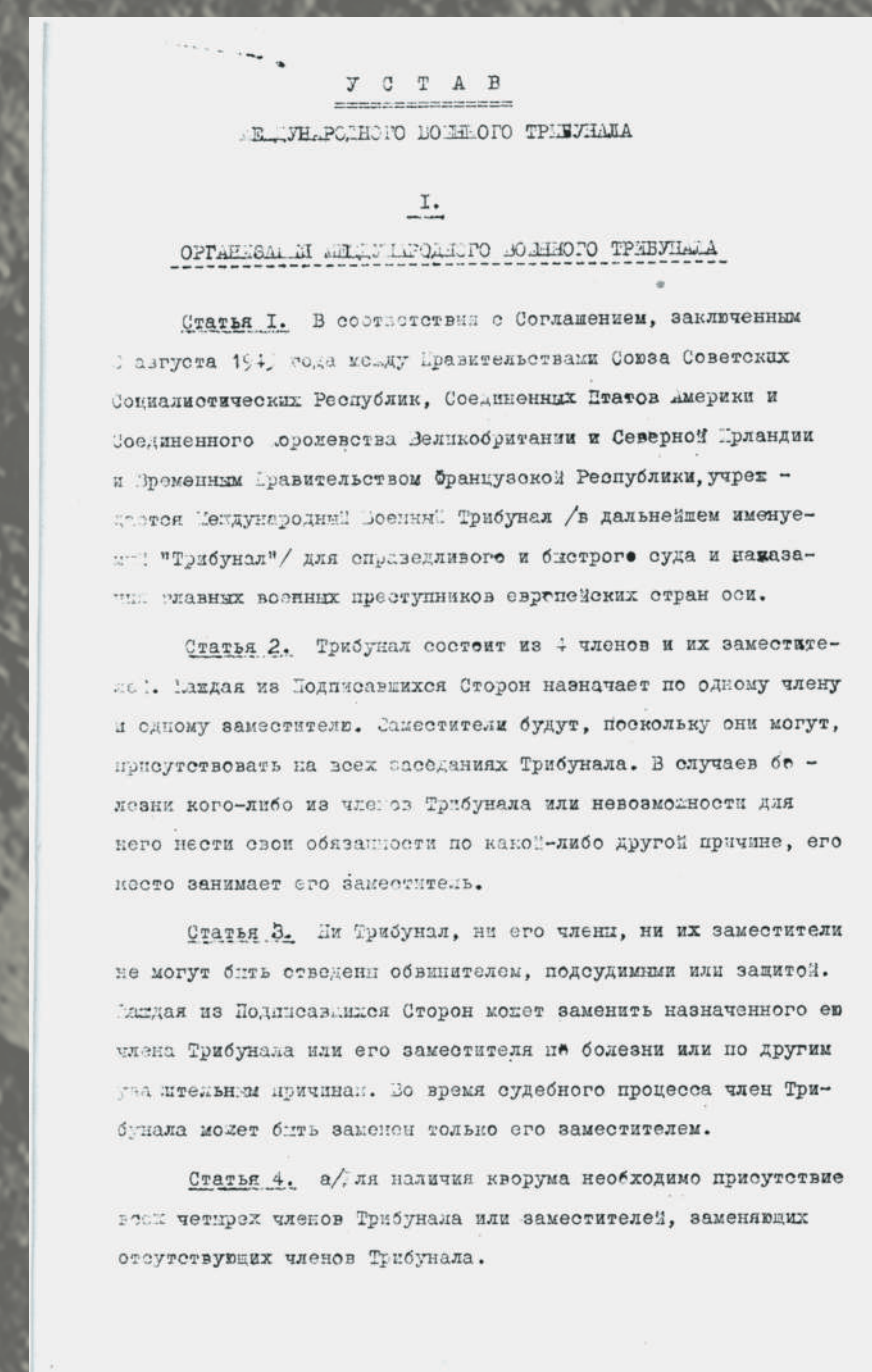 У С Т А В
МЕЖДУНАРОДНОГО ВОЕННОГО ТРИБУНАЛА
I.
ОРГАНИЗАЦИЯ МЕЖДУНАРОДНОГО ВОЕННОГО ТРИБУНАЛА
Статья I. В соответствии с Соглашением, заключенным
8 августа 1945 года между Правительствами Союза Советских
Социалистических Республик, Соединенных Штатов Америки и
Соединенного Королевства Великобритании и Северной Ирландии
и Временным Правительством Французской Республики, учреж -
дается Международный Военный Трибунал /в дальнейшем именуе-
мый "Трибунал"/ для справедливого и быстрого суда и наказа-
ния главных военных преступников европейских стран оси.
Статья 2. Трибунал состоит из 4 членов и их заместите-
лей. Каждая из Подписавшихся Сторон назначает по одному члену
и одному заместителю. Заместители будут, поскольку они могут,
присутствовать на всех заседаниях Трибунала. В случаев бо -
лезни кого-либо из членов Трибунала или невозможности для
него нести свои обязанности по какой-либо другой причине, его
место занимает его заместитель.
Статья 3. Ни Трибунал, ни его члены, ни их заместители
не могут быть отведены обвинителем, подсудимыми или защитой.
Каждая из Подписавшихся Сторон может заменить назначенного ею
члена Трибунала или его заместителя по болезни или по другим
уважительным причинам. Во время судебного процесса член Три-
бунала может быть заменен только его заместителем.
Статья 4. а/Для наличия кворума необходимо присутствие
всех четырех членов Трибунала или заместителей, заменяющих
отсутствующих членов Трибунала.